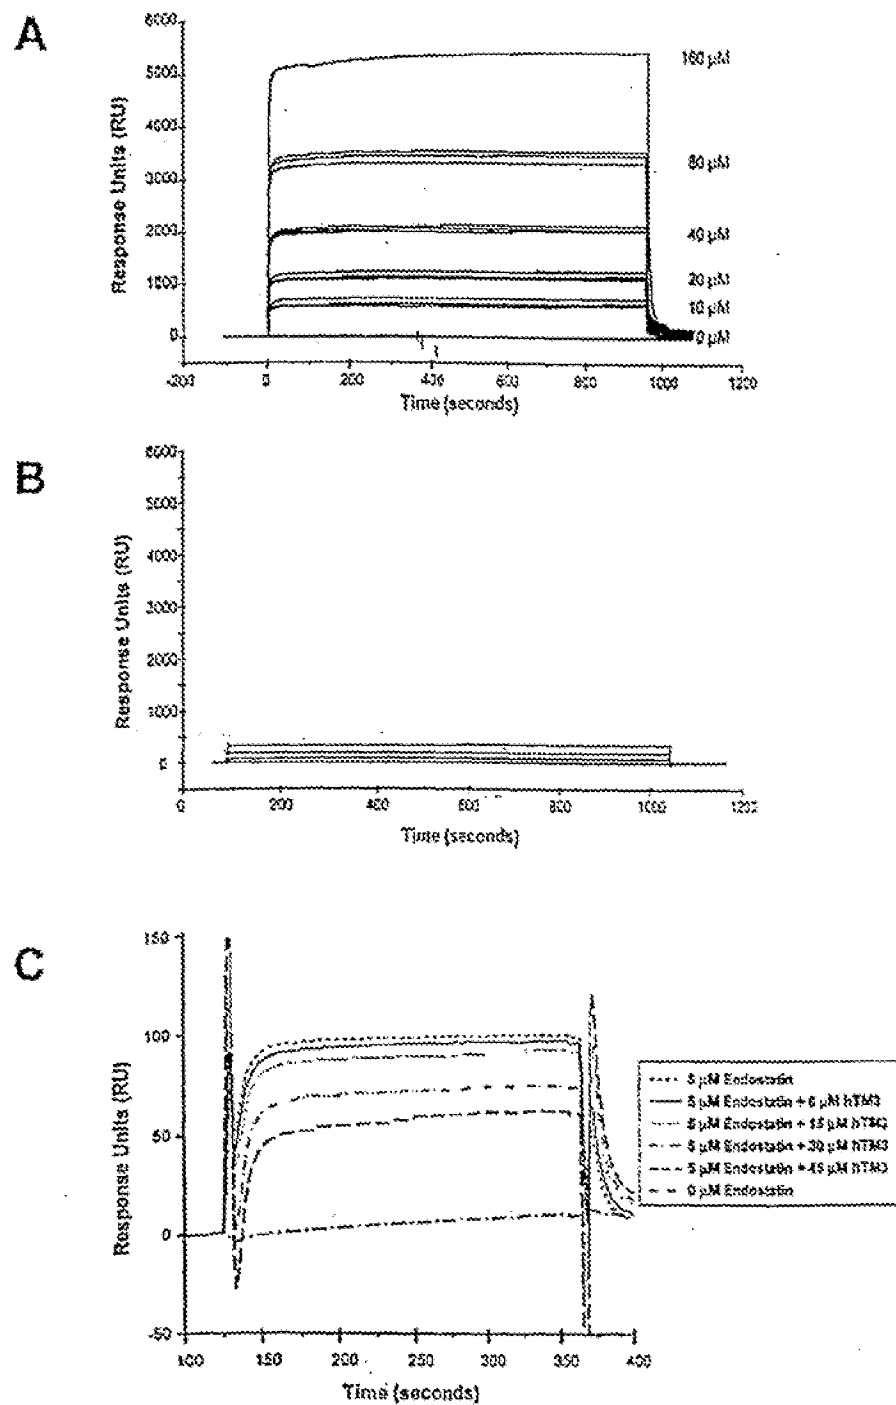 A
6000
5000
4000
3000
2000
1000
0
Response Units (RU)
160 µM
80 µM
40 µM
20 µM
10 µM
0 µM
-200 0 200 400 600 800 1000 1200
Time (seconds)
B
6000
5000
4000
3000
2000
1000
0
Response Units (RU)
0 200 400 600 800 1000 1200
Time (seconds)
C
150
100
50
0
-50
Response Units (RU)
100 150 200 250 300 350 400
Time (seconds)
5 µM Endostatin
5 µM Endostatin + 5 µM hTM3
5 µM Endostatin + 15 µM hTM3
5 µM Endostatin + 30 µM hTM3
5 µM Endostatin + 45 µM hTM3
0 µM Endostatin